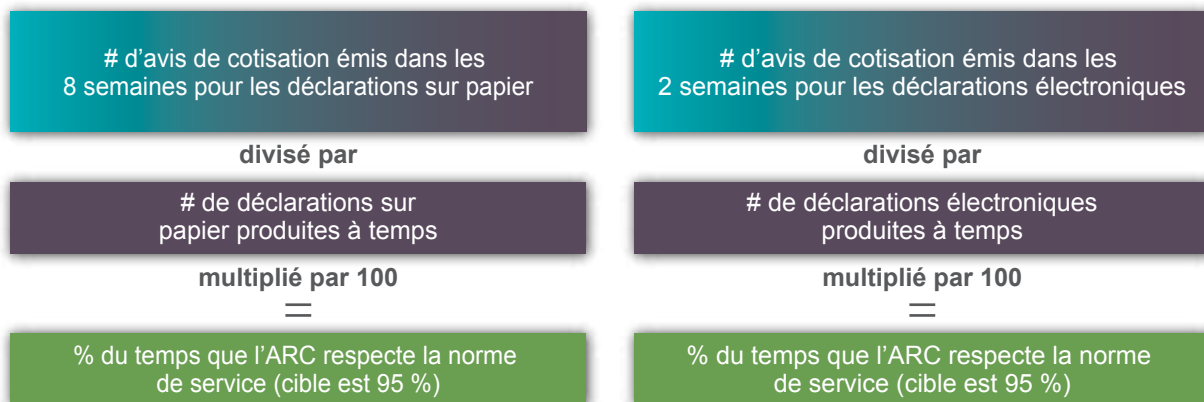 # d’avis de cotisation émis dans les
8 semaines pour les déclarations sur papier
divisé par
# de déclarations sur
papier produites à temps
multiplié par 100
=
% du temps que l’ARC respecte la norme
de service (cible est 95 %)
# d’avis de cotisation émis dans les
2 semaines pour les déclarations électroniques
divisé par
# de déclarations électroniques
produites à temps
multiplié par 100
=
% du temps que l’ARC respecte la norme
de service (cible est 95 %)